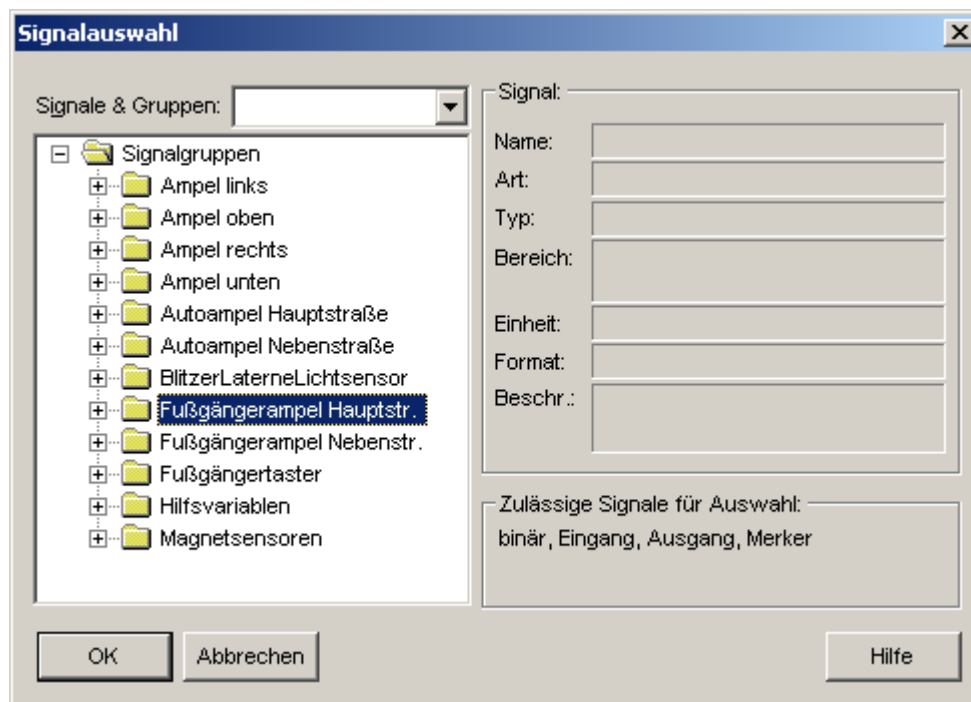 Signalauswahl
Signale & Gruppen:
Signalgruppen
Ampel links
Ampel oben
Ampel rechts
Ampel unten
Autoampel Hauptstraße
Autoampel Nebenstraße
BlitzerLaterneLichtsensor
Fußgängerampel Hauptstr.
Fußgängerampel Nebenstr.
Fußgängertaster
Hilfsvariablen
Magnetsensoren
Signal:
Name:
Art:
Typ:
Bereich:
Einheit:
Format:
Beschr.:
Zulässige Signale für Auswahl:
binär, Eingang, Ausgang, Merker
OK
Abbrechen
Hilfe